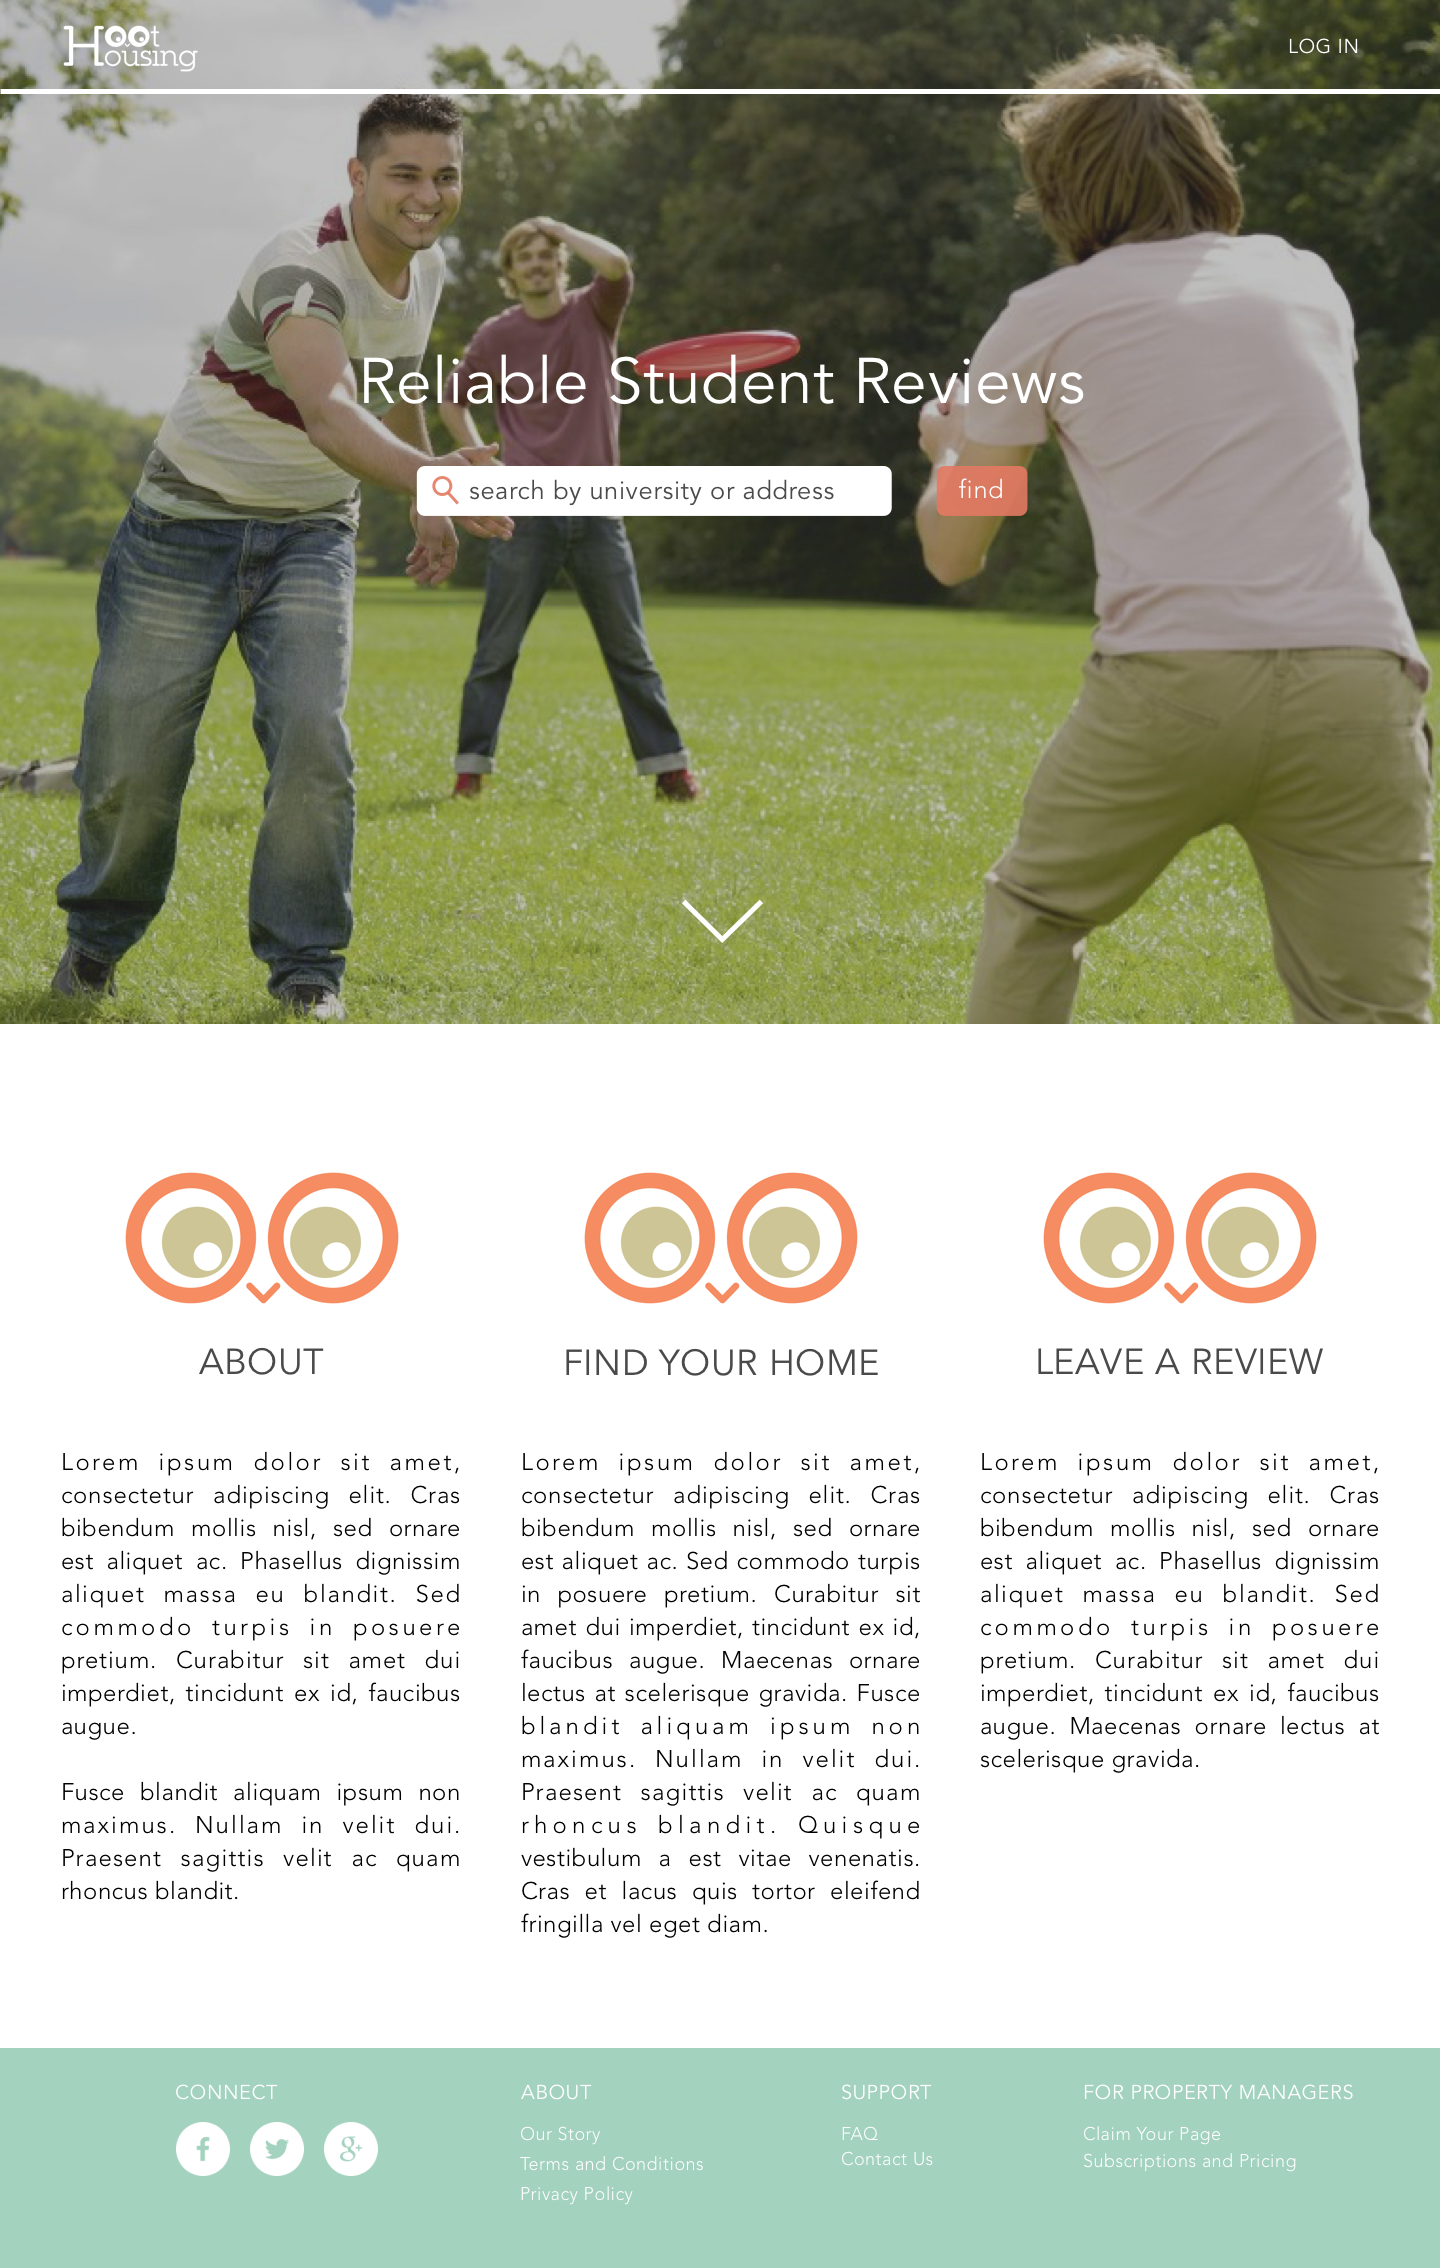 Hoot
Housing
LOG IN
Reliable Student Reviews
search by university or address
find
ABOUT
Lorem ipsum dolor sit amet,
consectetur adipiscing elit. Cras
bibendum mollis nisl, sed ornare
est aliquet ac. Phasellus dignissim
aliquet massa eu blandit. Sed
commodo turpis in posuere
pretium. Curabitur sit amet dui
imperdiet, tincidunt ex id, faucibus
augue.
Fusce blandit aliquam ipsum non
maximus. Nullam in velit dui.
Praesent sagittis velit ac quam
rhoncus blandit.
FIND YOUR HOME
Lorem ipsum dolor sit amet,
consectetur adipiscing elit. Cras
bibendum mollis nisl, sed ornare
est aliquet ac. Sed commodo turpis
in posuere pretium. Curabitur sit
amet dui imperdiet, tincidunt ex id,
faucibus augue. Maecenas ornare
lectus at scelerisque gravida. Fusce
blandit aliquam ipsum non
maximus. Nullam in velit dui.
Praesent sagittis velit ac quam
rhoncus blandit. Quisque
vestibulum a est vitae venenatis.
Cras et lacus quis tortor eleifend
fringilla vel eget diam.
LEAVE A REVIEW
Lorem ipsum dolor sit amet,
consectetur adipiscing elit. Cras
bibendum mollis nisl, sed ornare
est aliquet ac. Phasellus dignissim
aliquet massa eu blandit. Sed
commodo turpis in posuere
pretium. Curabitur sit amet dui
imperdiet, tincidunt ex id, faucibus
augue. Maecenas ornare lectus at
scelerisque gravida.
CONNECT
f
g+
ABOUT
Our Story
Terms and Conditions
Privacy Policy
SUPPORT
FAQ
Contact Us
FOR PROPERTY MANAGERS
Claim Your Page
Subscriptions and Pricing